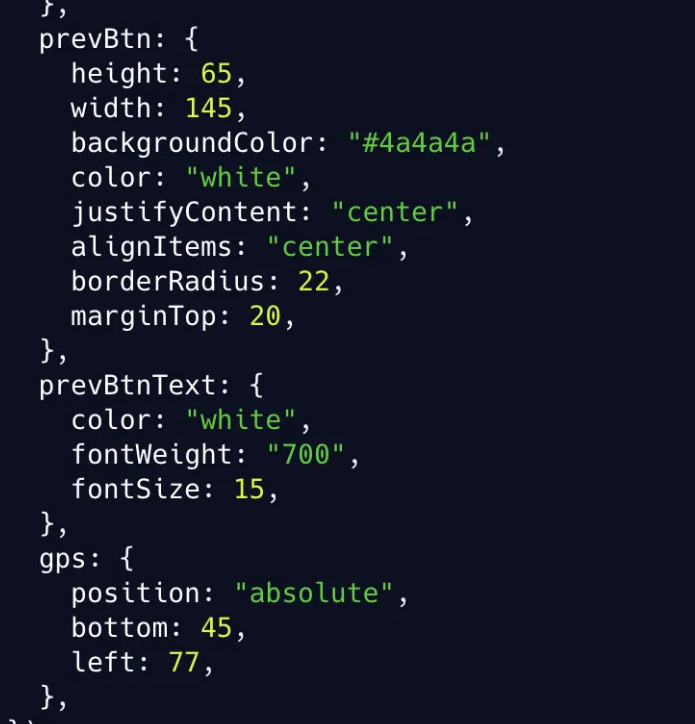 },
prevBtn: {
height: 65,
width: 145,
backgroundColor: "#4a4a4a",
color: "white",
justifyContent: "center",
alignItems: "center",
borderRadius: 22,
marginTop: 20,
},
prevBtnText: {
color: "white",
fontWeight: "700",
fontSize: 15,
},
gps: {
position: "absolute",
bottom: 45,
left: 77,
},